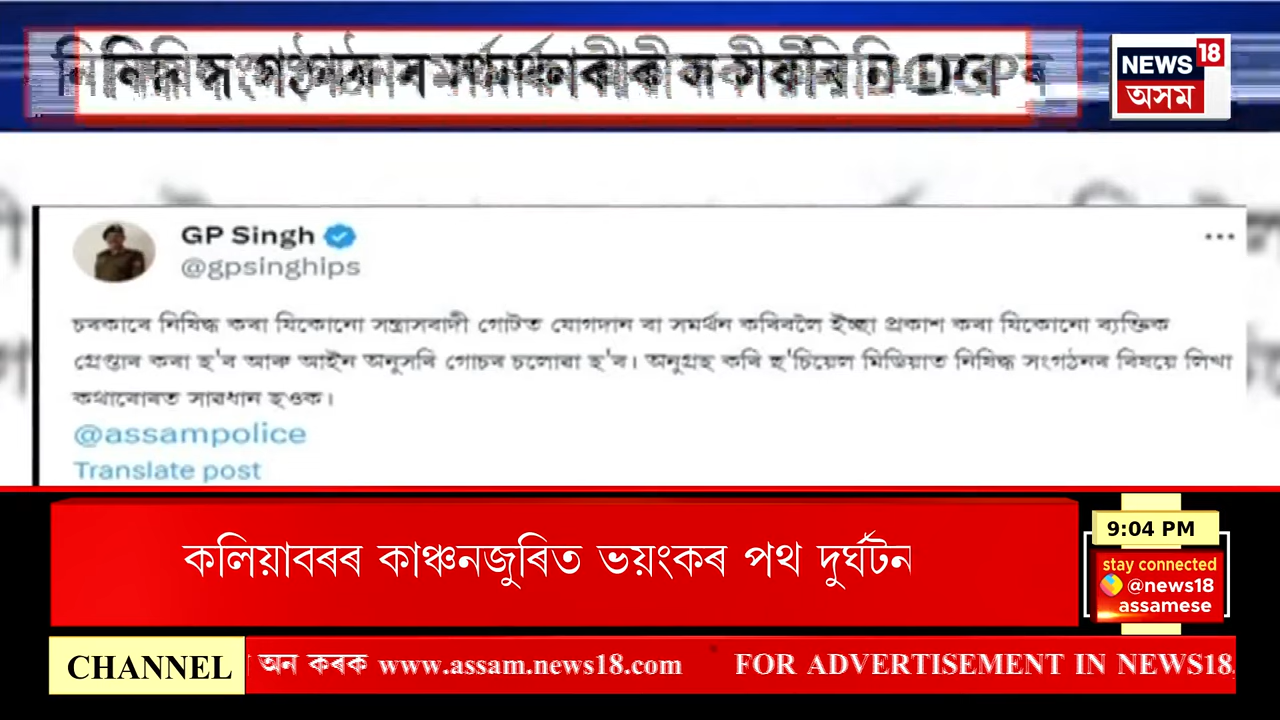 NEWS 18
অসম
GP Singh
@gpsinghips
চৰকাৰে নিষিদ্ধ কৰা যিকোনো সন্ত্ৰাসবাদী গোটত যোগদান বা সমৰ্থন কৰিবলৈ ইচ্ছা প্ৰকাশ কৰা যিকোনো ব্যক্তিক
গ্ৰেপ্তাৰ কৰা হ'ব আৰু আইন অনুসৰি গোচৰ চলোৱা হ'ব। অনুগ্ৰহ কৰি ছ'চিয়েল মিডিয়াত নিষিদ্ধ সংগঠনৰ বিষয়ে লিখা
কথাবোৰত সাৱধান হওক।
@assampolice
Translate post
কলিয়াবৰৰ কাঞ্চনজুৰিত ভয়ংকৰ পথ দুৰ্ঘটন
9:04 PM
stay connected
@news18
assamese
CHANNEL অন কৰক www.assam.news18.com FOR ADVERTISEMENT IN NEWS18